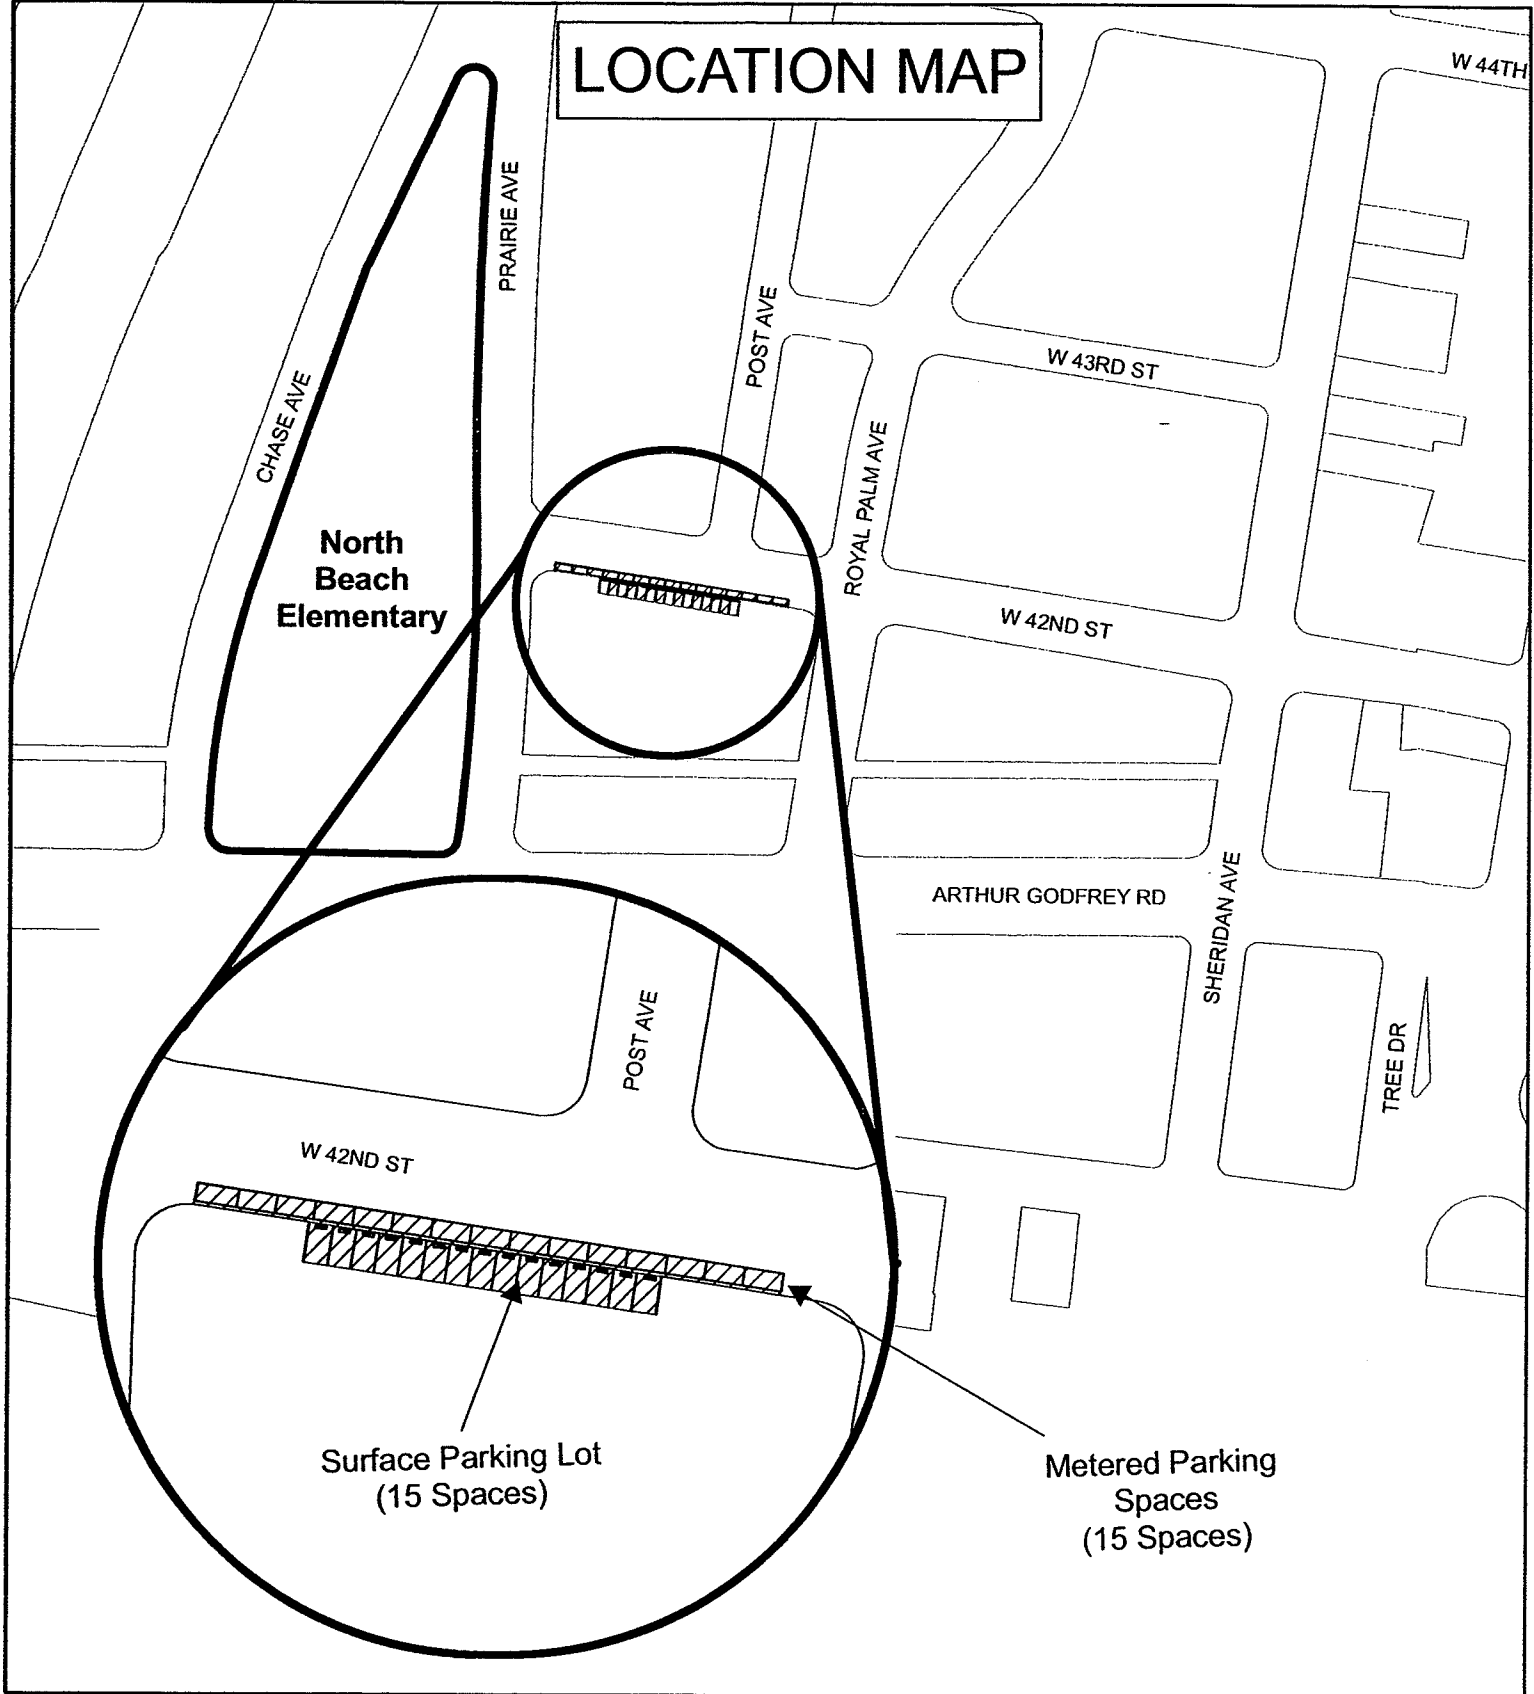 LOCATION MAP
W 44TH
PRAIRIE AVE
POST AVE
W 43RD ST
CHASE AVE
ROYAL PALM AVE
North
Beach
Elementary
W 42ND ST
ARTHUR GODFREY RD
SHERIDAN AVE
POST AVE
TREE DR
W 42ND ST
Surface Parking Lot
(15 Spaces)
Metered Parking
Spaces
(15 Spaces)